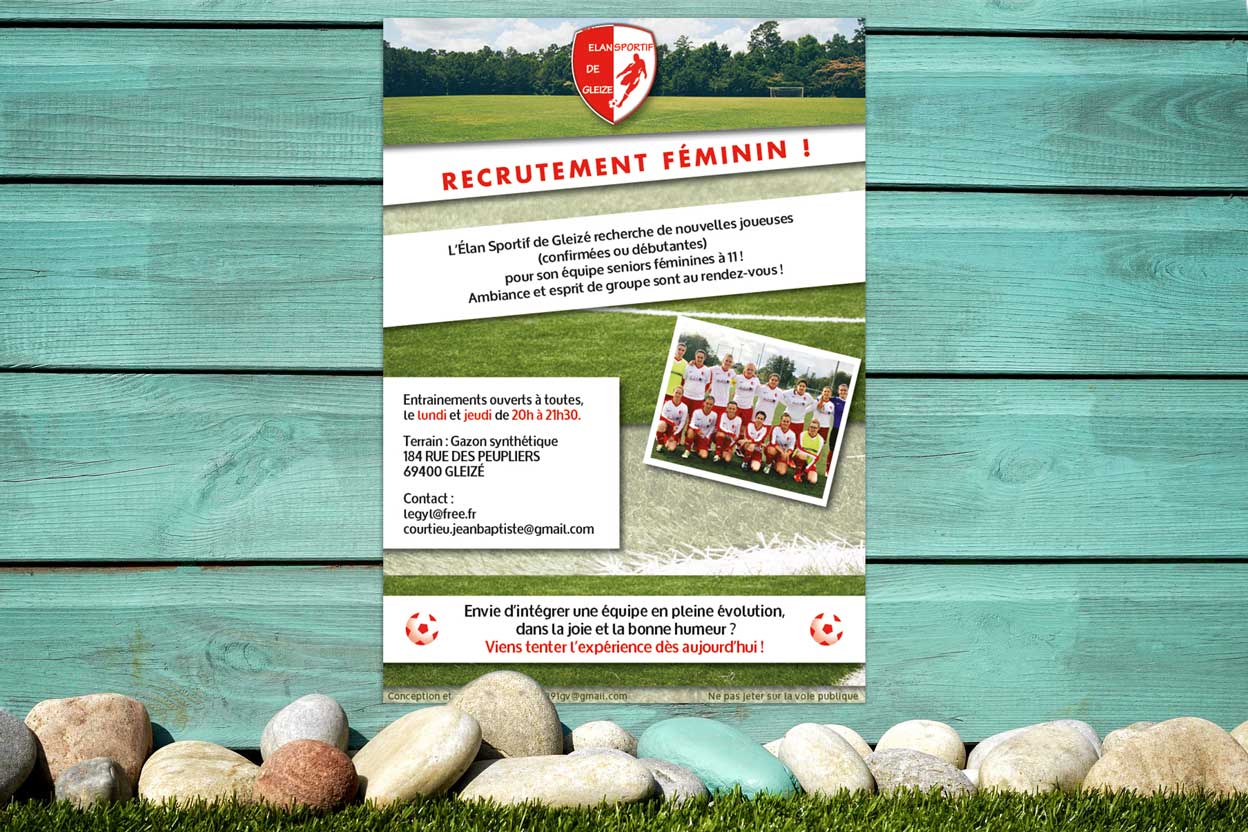 ELAN SPORTIF
DE
GLEIZE
RECRUTEMENT FÉMININ !
L'Élan Sportif de Gleizé recherche de nouvelles joueuses
(confirmées ou débutantes)
pour son équipe seniors féminines à 11 !
Ambiance et esprit de groupe sont au rendez-vous !
Entrainements ouverts à toutes,
le lundi et jeudi de 20h à 21h30.
Terrain : Gazon synthétique
184 RUE DES PEUPLIERS
69400 GLEIZÉ
Contact :
legyl@free.fr
courtieu.jeanbaptiste@gmail.com
Envie d'intégrer une équipe en pleine évolution,
dans la joie et la bonne humeur ?
Viens tenter l'expérience dès aujourd'hui !
Conception et 91gv@gmail.com
Ne pas jeter sur la voie publique